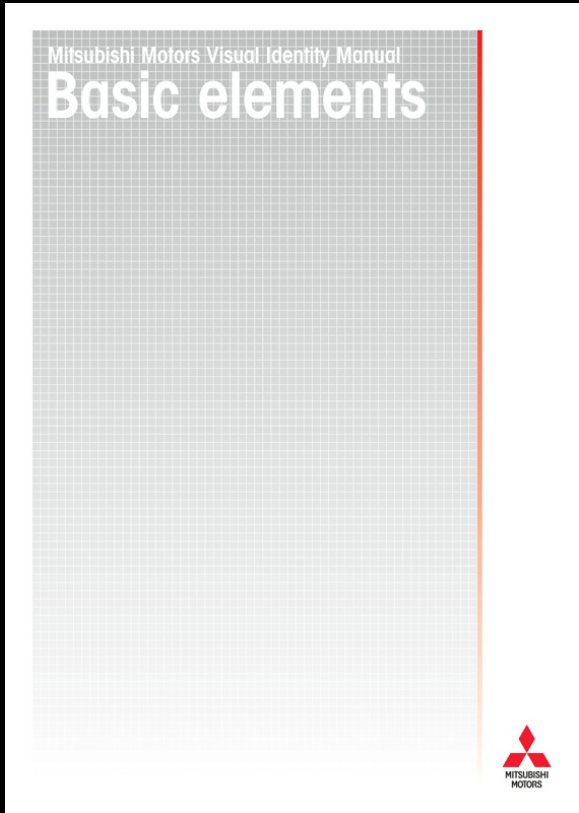 Mitsubishi Motors Visual Identity Manual
Basic elements
MITSUBISHI
MOTORS